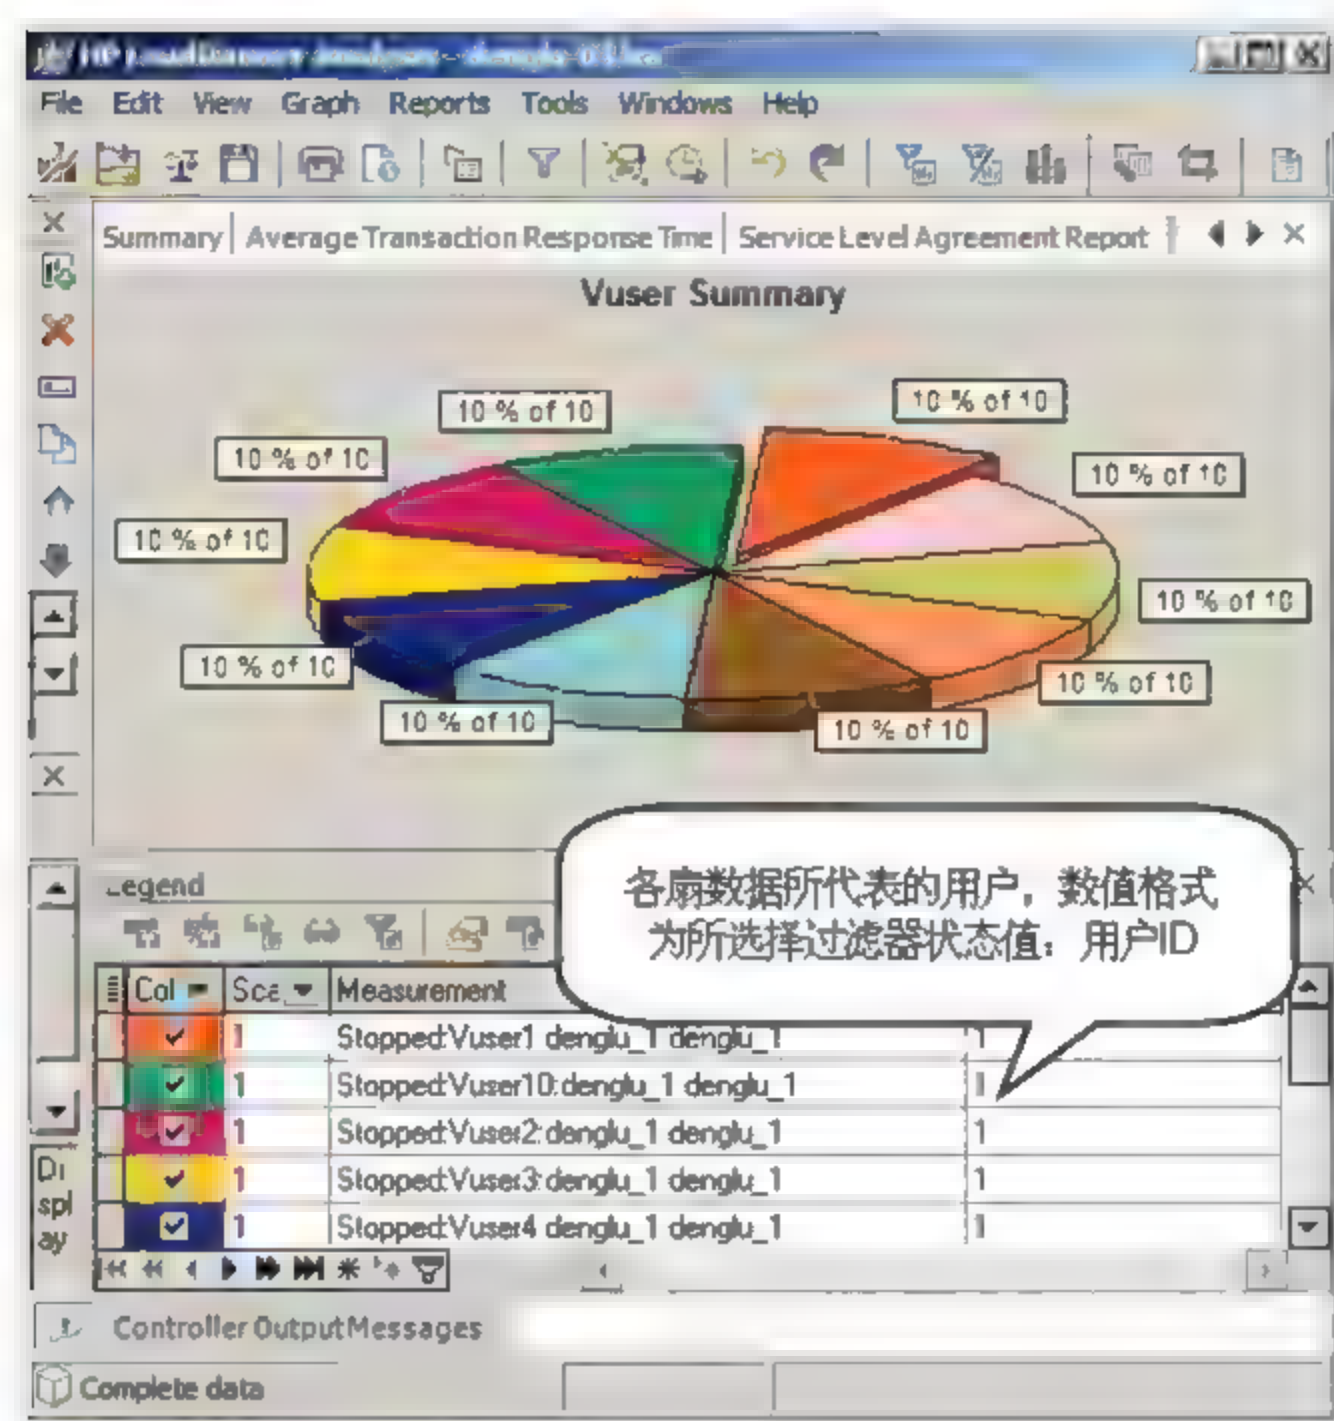 File Edit View Graph Reports Tools Windows Help
Summary Average Transaction Response Time Service Level Agreement Report
Vuser Summary
10 % of 10
10 % of 10
10 % of 10
10 % of 10
10 % of 10
10 % of 10
10 % of 10
10 % of 10
10 % of 10
10 % of 10
各扇数据所代表的用户，数值格式
为所选择过滤器状态值：用户ID
Legend
Col Sca Measurement
1 Stopped:Vuser1 denglu_1 denglu_1 1
1 Stopped:Vuser10:denglu_1 denglu_1 1
1 Stopped:Vuser2:denglu_1 denglu_1 1
1 Stopped:Vuser3:denglu_1 denglu_1 1
1 Stopped:Vuser4 denglu_1 denglu_1 1
Display
Controller Output Messages
Complete data